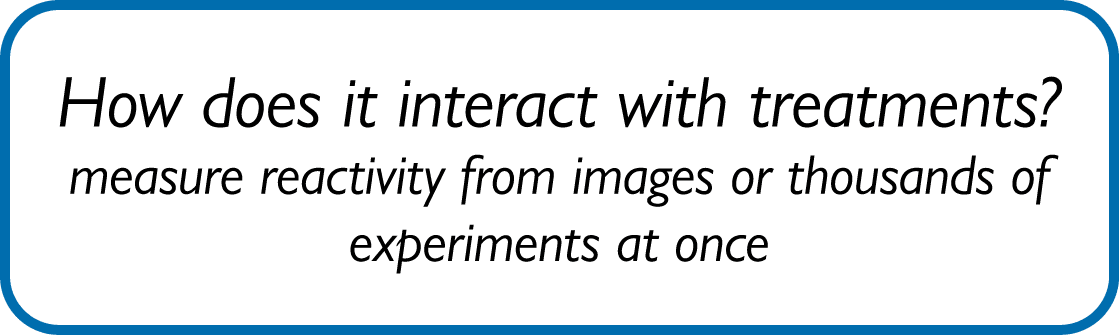 How does it interact with treatments?
measure reactivity from images or thousands of
experiments at once